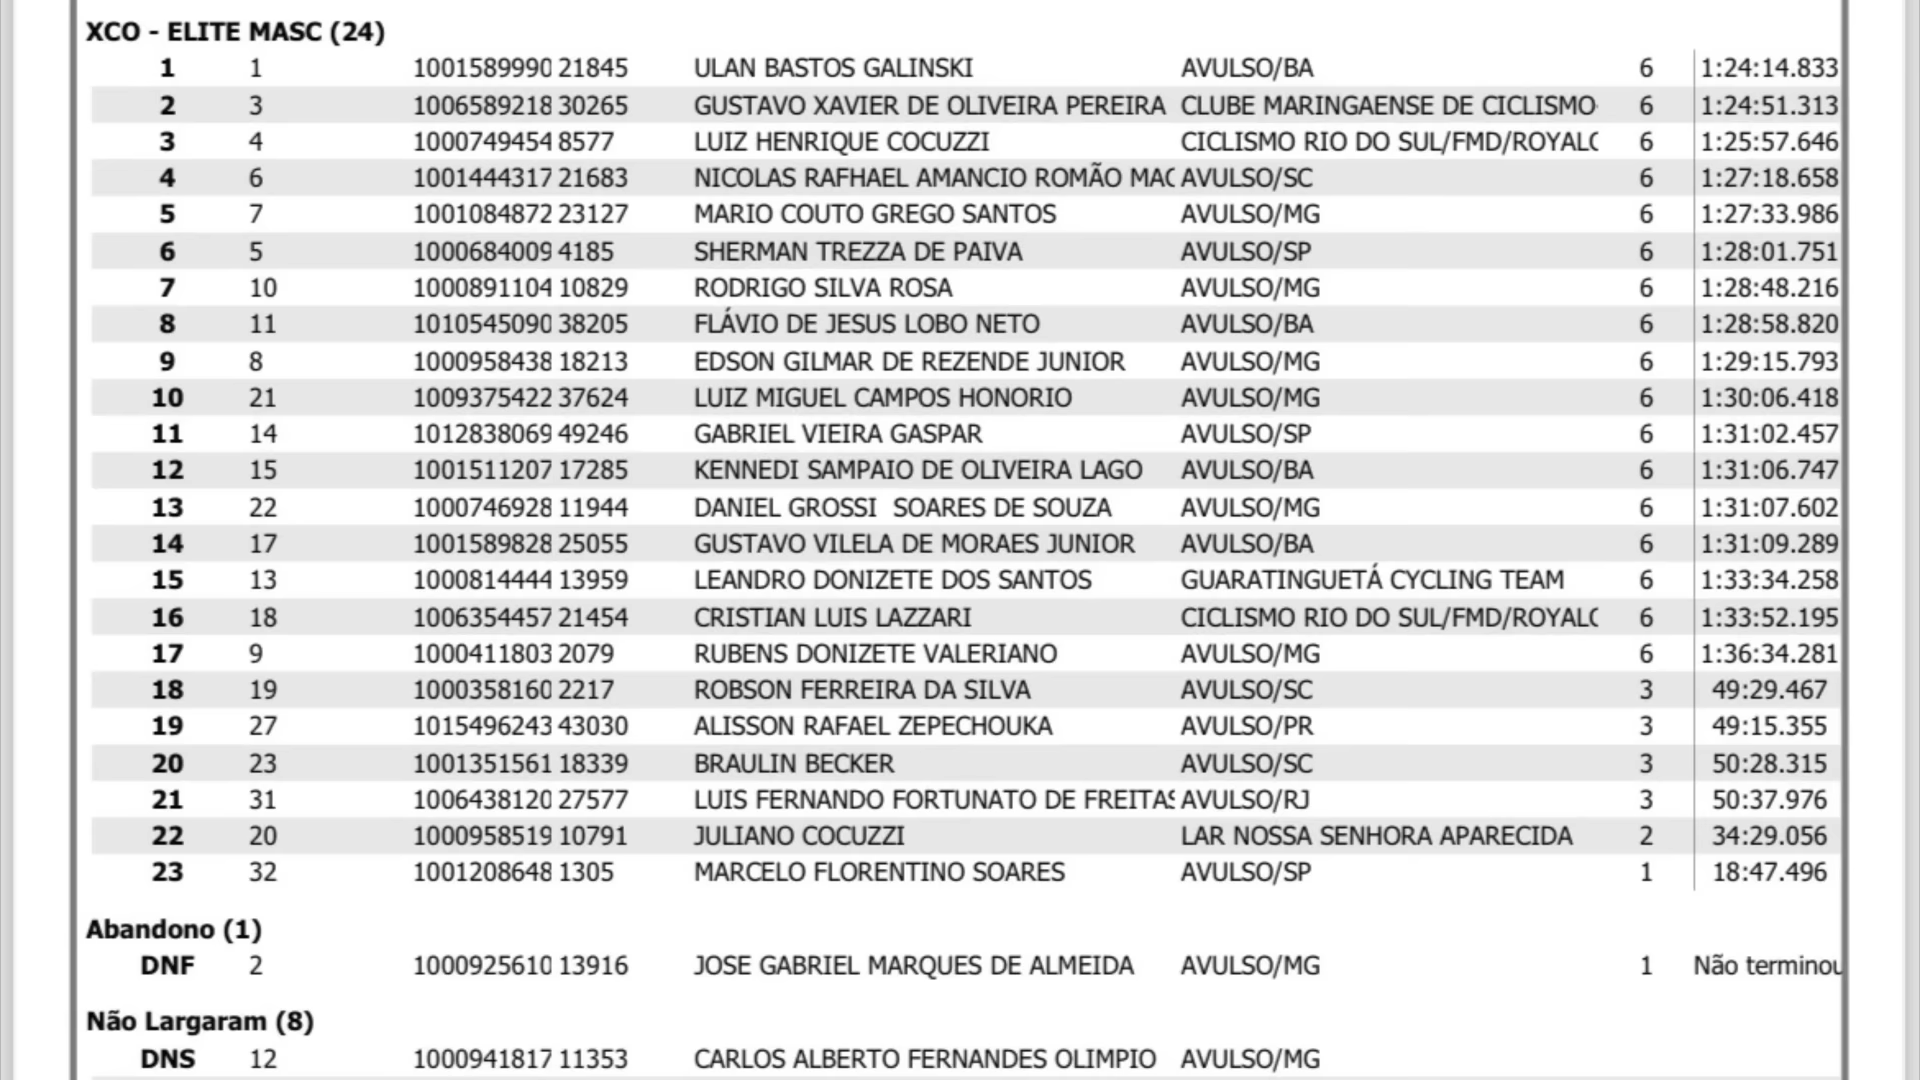 XCO - ELITE MASC (24)
1 1 1001589990 21845 ULAN BASTOS GALINSKI AVULSO/BA 6 1:24:14.833
2 3 1006589218 30265 GUSTAVO XAVIER DE OLIVEIRA PEREIRA CLUBE MARINGAENSE DE CICLISMO 6 1:24:51.313
3 4 1000749454 8577 LUIZ HENRIQUE COCUZZI CICLISMO RIO DO SUL/FMD/ROYALC 6 1:25:57.646
4 6 1001444317 21683 NICOLAS RAFHAEL AMANCIO ROMÃO MAC AVULSO/SC 6 1:27:18.658
5 7 1001084872 23127 MARIO COUTO GREGO SANTOS AVULSO/MG 6 1:27:33.986
6 5 1000684009 4185 SHERMAN TREZZA DE PAIVA AVULSO/SP 6 1:28:01.751
7 10 1000891104 10829 RODRIGO SILVA ROSA AVULSO/MG 6 1:28:48.216
8 11 1010545090 38205 FLÁVIO DE JESUS LOBO NETO AVULSO/BA 6 1:28:58.820
9 8 1000958438 18213 EDSON GILMAR DE REZENDE JUNIOR AVULSO/MG 6 1:29:15.793
10 21 1009375422 37624 LUIZ MIGUEL CAMPOS HONORIO AVULSO/MG 6 1:30:06.418
11 14 1012838069 49246 GABRIEL VIEIRA GASPAR AVULSO/SP 6 1:31:02.457
12 15 1001511207 17285 KENNEDI SAMPAIO DE OLIVEIRA LAGO AVULSO/BA 6 1:31:06.747
13 22 1000746928 11944 DANIEL GROSSI SOARES DE SOUZA AVULSO/MG 6 1:31:07.602
14 17 1001589828 25055 GUSTAVO VILELA DE MORAES JUNIOR AVULSO/BA 6 1:31:09.289
15 13 1000814444 13959 LEANDRO DONIZETE DOS SANTOS GUARATINGUETÁ CYCLING TEAM 6 1:33:34.258
16 18 1006354457 21454 CRISTIAN LUIS LAZZARI CICLISMO RIO DO SUL/FMD/ROYALC 6 1:33:52.195
17 9 1000411803 2079 RUBENS DONIZETE VALERIANO AVULSO/MG 6 1:36:34.281
18 19 1000358160 2217 ROBSON FERREIRA DA SILVA AVULSO/SC 3 49:29.467
19 27 1015496243 43030 ALISSON RAFAEL ZEPECHOUKA AVULSO/PR 3 49:15.355
20 23 1001351561 18339 BRAULIN BECKER AVULSO/SC 3 50:28.315
21 31 1006438120 27577 LUIS FERNANDO FORTUNATO DE FREITAS AVULSO/RJ 3 50:37.976
22 20 1000958519 10791 JULIANO COCUZZI LAR NOSSA SENHORA APARECIDA 2 34:29.056
23 32 1001208648 1305 MARCELO FLORENTINO SOARES AVULSO/SP 1 18:47.496
Abandono (1)
DNF 2 1000925610 13916 JOSE GABRIEL MARQUES DE ALMEIDA AVULSO/MG 1 Não terminou
Não Largaram (8)
DNS 12 1000941817 11353 CARLOS ALBERTO FERNANDES OLIMPIO AVULSO/MG